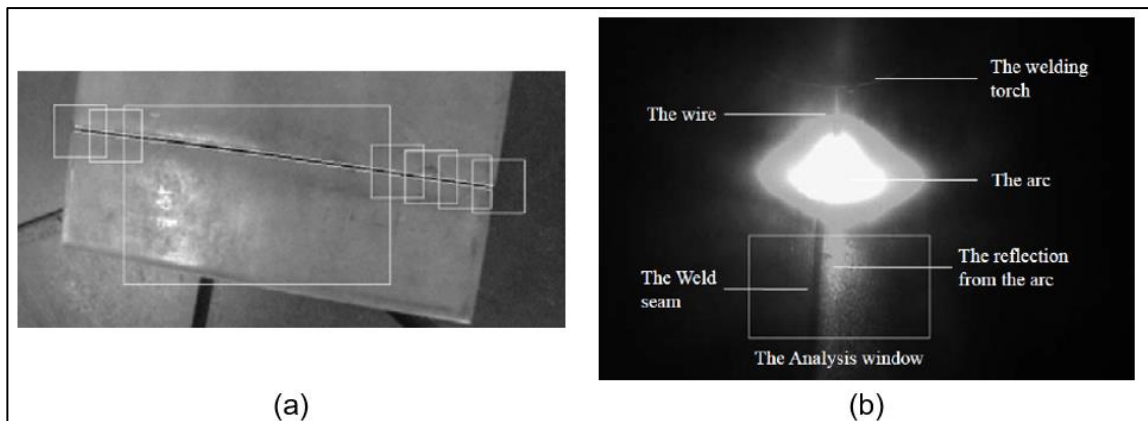 The welding
torch
The wire
The arc
The Weld
seam
The reflection
from the arc
The Analysis window
(a)
(b)